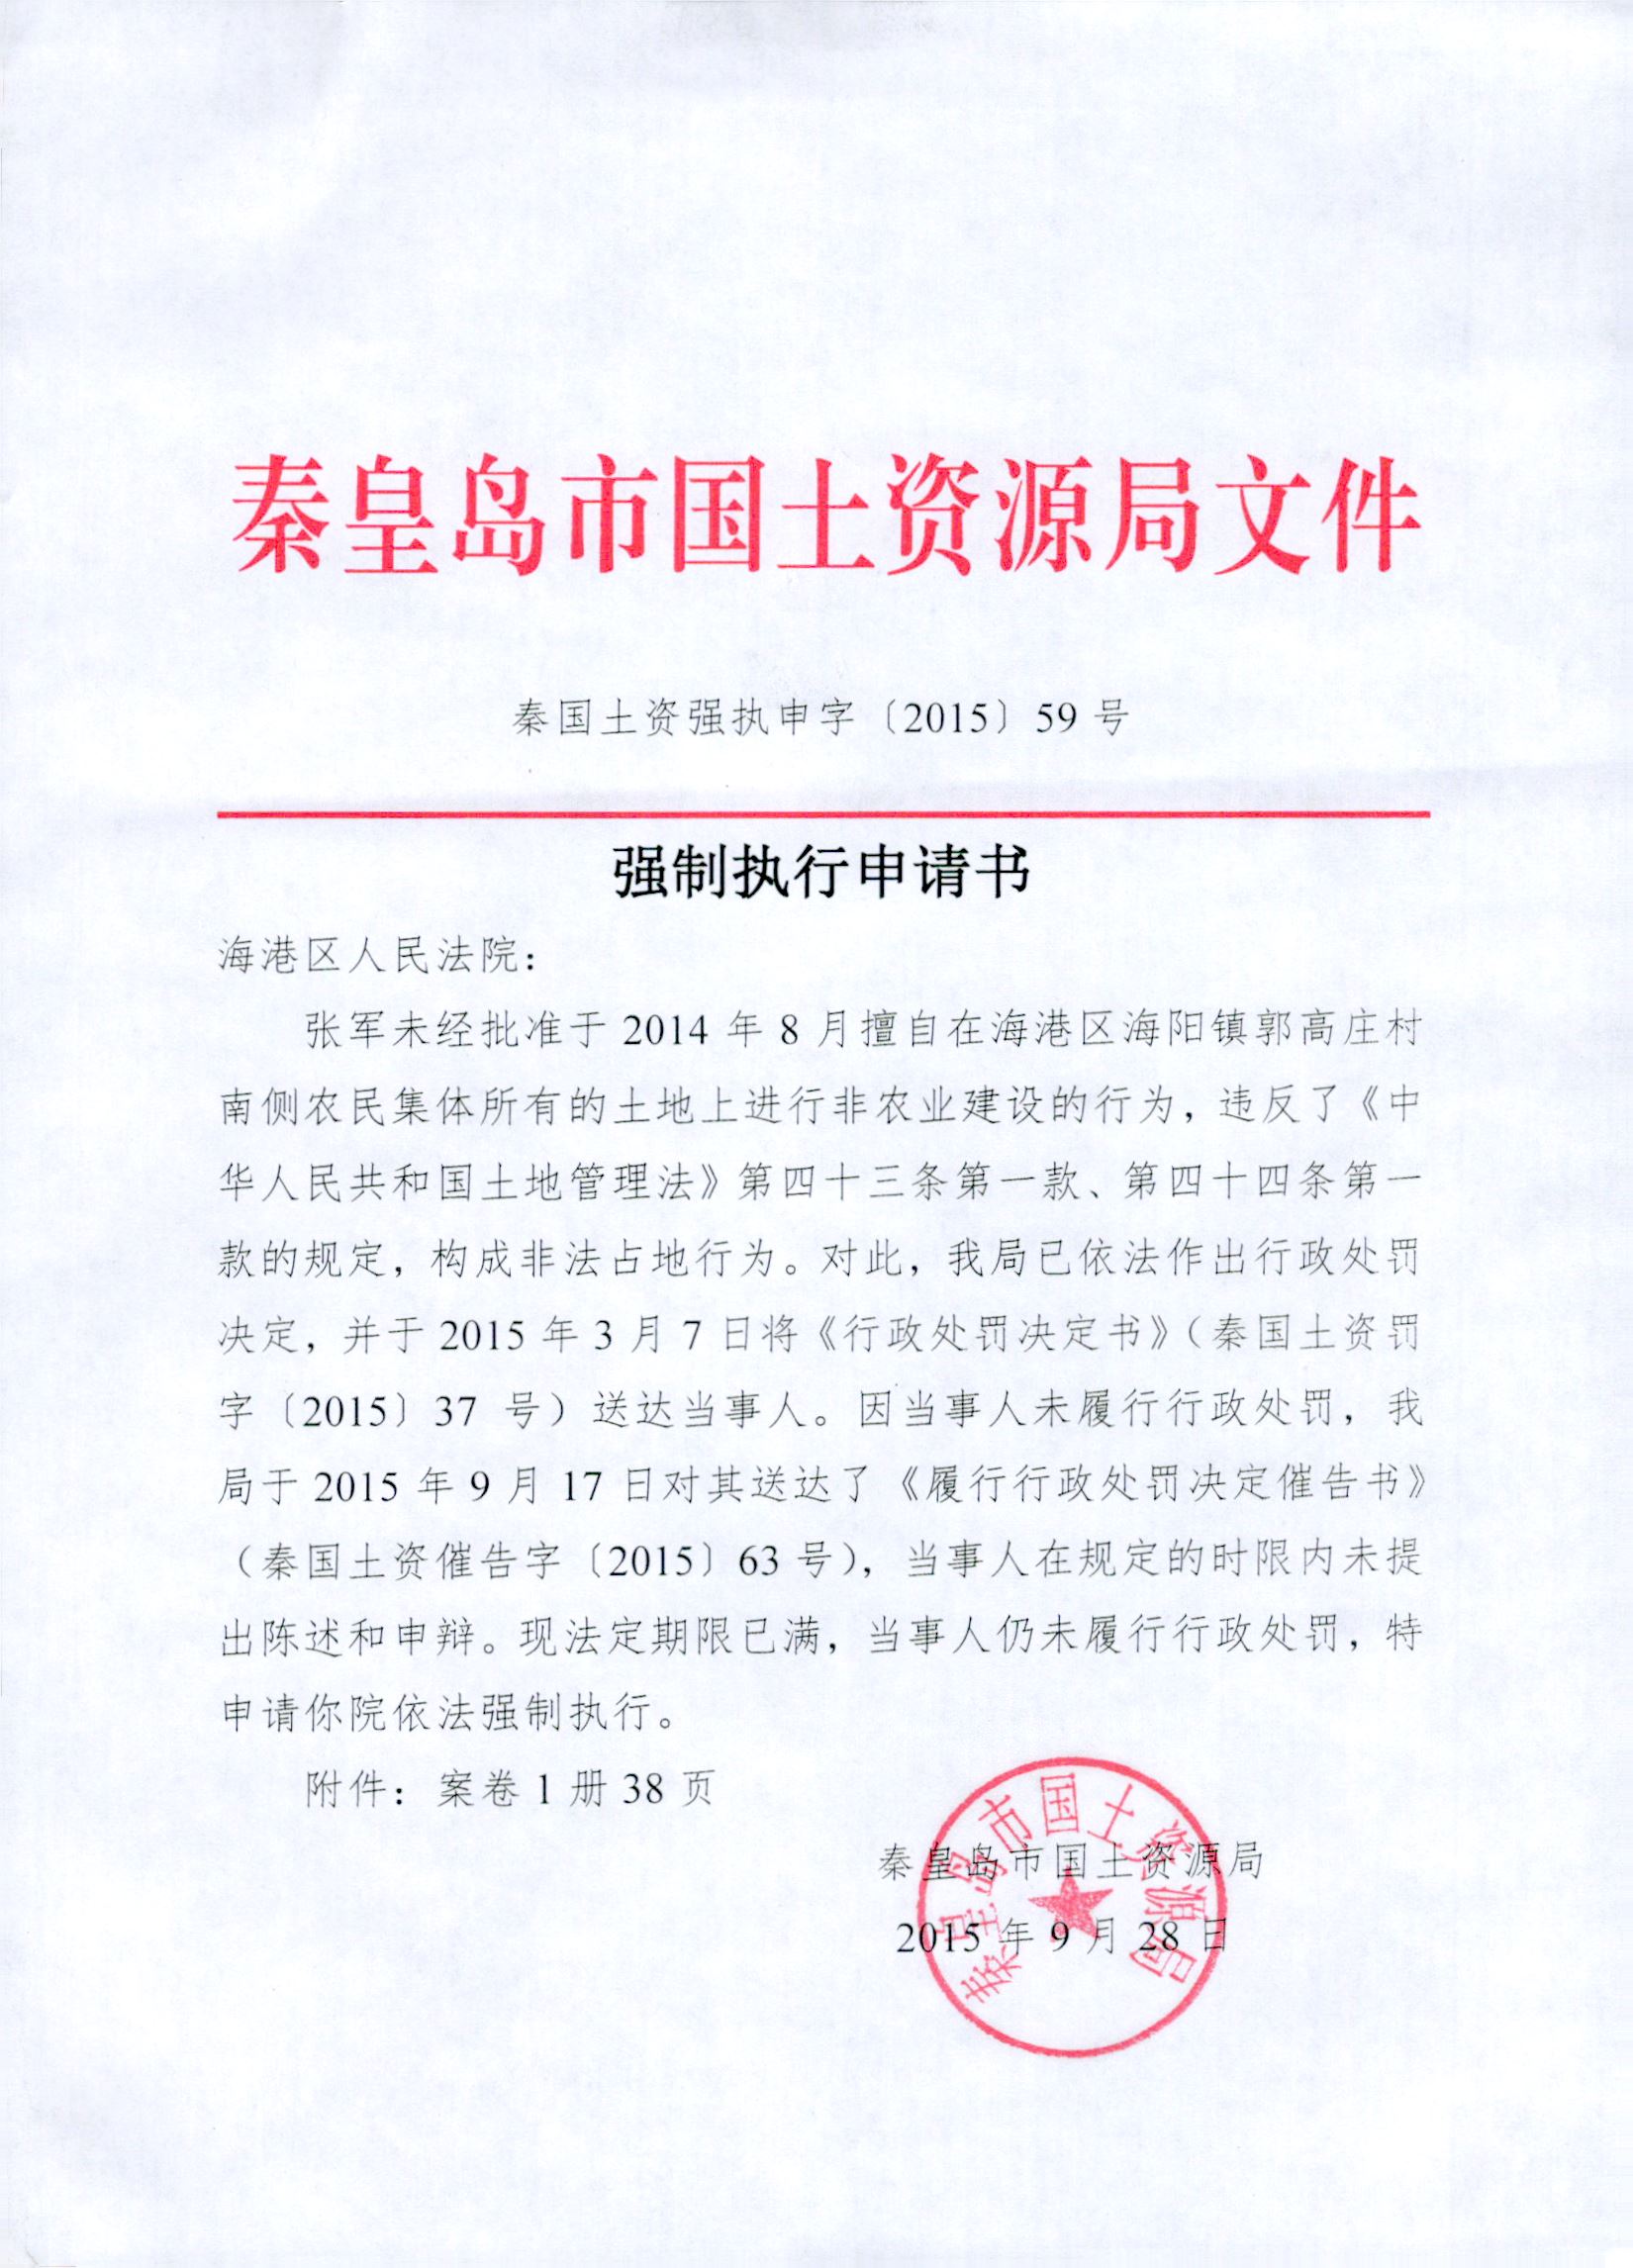 秦皇岛市国土资源局文件
秦国土资强执申字〔2015〕59 号
强制执行申请书
海港区人民法院：
张军未经批准于 2014 年 8 月擅自在海港区海阳镇郭高庄村
南侧农民集体所有的土地上进行非农业建设的行为，违反了《中
华人民共和国土地管理法》第四十三条第一款、第四十四条第一
款的规定，构成非法占地行为。对此，我局已依法作出行政处罚
决定，并于 2015 年 3 月 7 日将《行政处罚决定书》（秦国土资罚
字〔2015〕37 号）送达当事人。因当事人未履行行政处罚，我
局于 2015 年 9 月 17 日对其送达了《履行行政处罚决定催告书》
（秦国土资催告字〔2015〕63 号），当事人在规定的时限内未提
出陈述和申辩。现法定期限已满，当事人仍未履行行政处罚，特
申请你院依法强制执行。
附件：案卷 1 册 38 页
秦皇岛市国土资源局
2015 年 9 月 28 日
秦皇岛市国土资源局